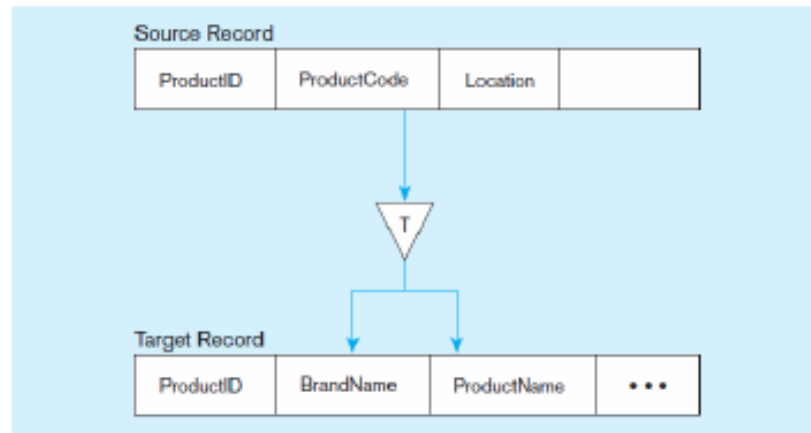 Source Record
ProductID ProductCode Location
T
Target Record
ProductID BrandName ProductName •••